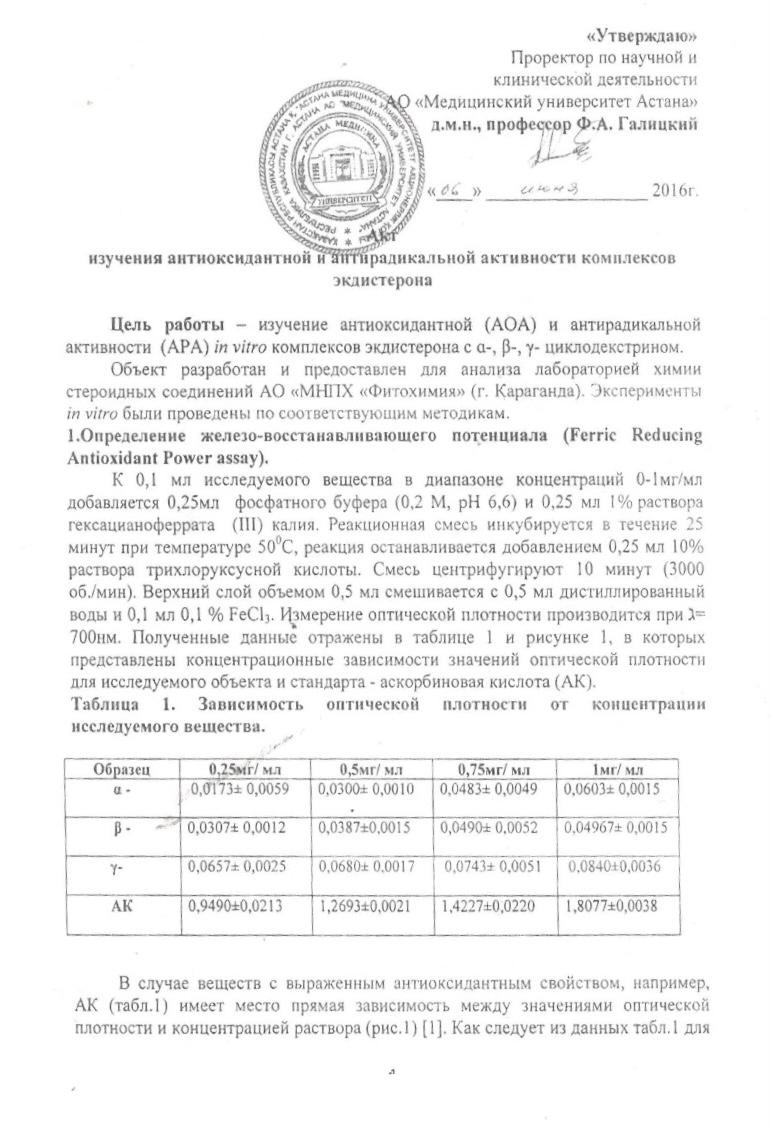 «Утверждаю»
Проректор по научной и
клинической деятельности
АО «Медицинский университет Астана»
д.м.н., профессор Ф.А. Галицкий
«06» июня 2016г.
УНИВЕРСИТЕТ
Акт
изучения антиоксидантной и антирадикальной активности комплексов
экдистерона
Цель работы – изучение антиоксидантной (АОА) и антирадикальной
активности (АРА) in vitro комплексов экдистерона с α-, β-, γ- циклодекстрином.
Объект разработан и предоставлен для анализа лабораторией химии
стероидных соединений АО «МНПХ «Фитохимия» (г. Караганда). Эксперименты
in vitro были проведены по соответствующим методикам.
1.Определение железо-восстанавливающего потенциала (Ferric Reducing
Antioxidant Power assay).
К 0,1 мл исследуемого вещества в диапазоне концентраций 0-1мг/мл
добавляется 0,25мл фосфатного буфера (0,2 М, рН 6,6) и 0,25 мл 1% раствора
гексацианоферрата (III) калия. Реакционная смесь инкубируется в течение 25
минут при температуре 50⁰С, реакция останавливается добавлением 0,25 мл 10%
раствора трихлоруксусной кислоты. Смесь центрифугируют 10 минут (3000
об./мин). Верхний слой объемом 0,5 мл смешивается с 0,5 мл дистиллированный
воды и 0,1 мл 0,1 % FeCl₃. Измерение оптической плотности производится при λ=
700нм. Полученные данные отражены в таблице 1 и рисунке 1, в которых
представлены концентрационные зависимости значений оптической плотности
для исследуемого объекта и стандарта - аскорбиновая кислота (АК).
Таблица 1. Зависимость оптической плотности от концентрации
исследуемого вещества.
Образец 0,25мг/ мл 0,5мг/ мл 0,75мг/ мл 1мг/ мл
α - 0,0173± 0,0059 0,0300± 0,0010 0,0483± 0,0049 0,0603± 0,0015
β - 0,0307± 0,0012 0,0387±0,0015 0,0490± 0,0052 0,04967± 0,0015
γ- 0,0657± 0,0025 0,0680± 0,0017 0,0743± 0,0051 0,0840±0,0036
АК 0,9490±0,0213 1,2693±0,0021 1,4227±0,0220 1,8077±0,0038
В случае веществ с выраженным антиоксидантным свойством, например,
АК (табл.1) имеет место прямая зависимость между значениями оптической
плотности и концентрацией раствора (рис.1) [1]. Как следует из данных табл.1 для